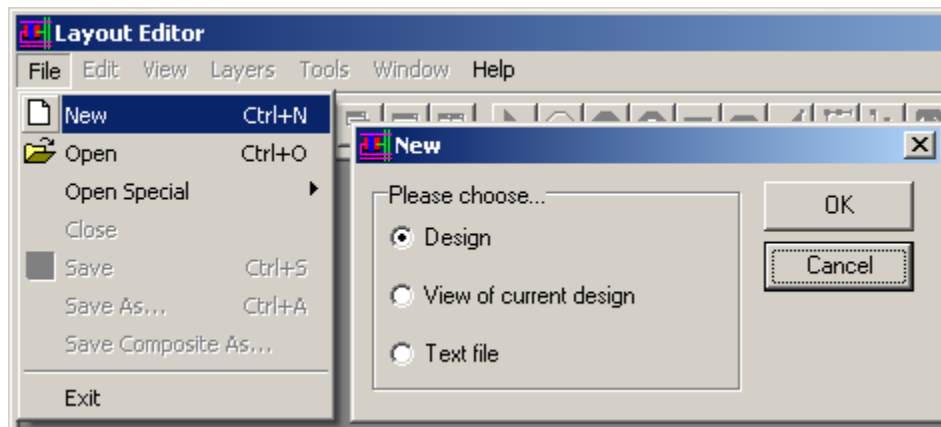 Layout Editor
File Edit View Layers Tools Window Help
New Ctrl+N
Open Ctrl+O
Open Special
Close
Save Ctrl+S
Save As... Ctrl+A
Save Composite As...
Exit
New
Please choose...
Design
View of current design
Text file
OK
Cancel